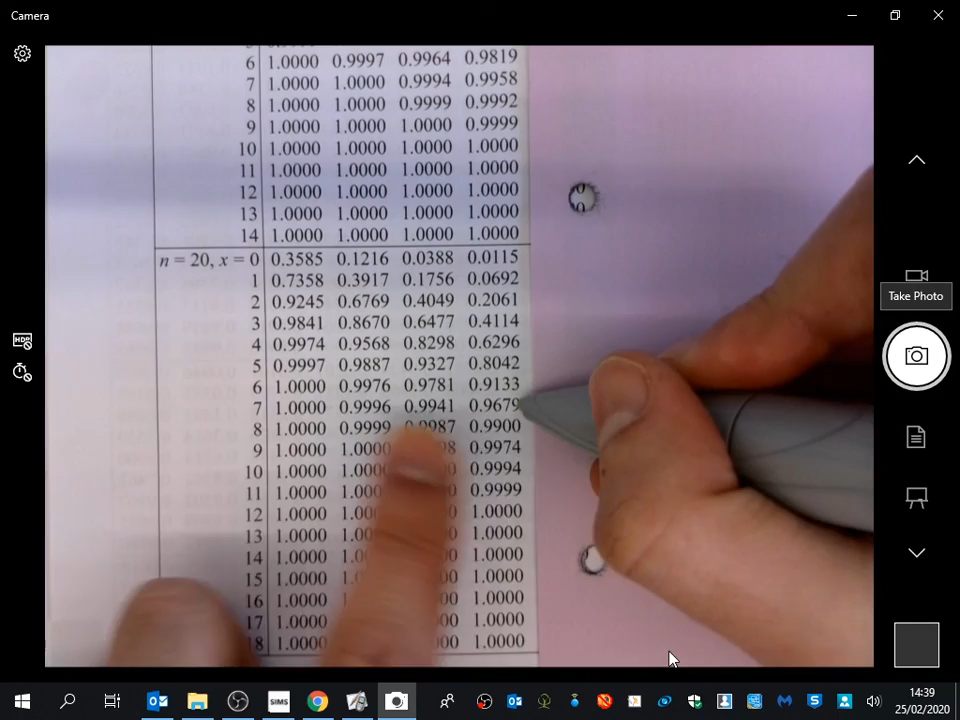 Camera
6 1.0000 0.9997 0.9964 0.9819
7 1.0000 1.0000 0.9994 0.9958
8 1.0000 1.0000 0.9999 0.9992
9 1.0000 1.0000 1.0000 0.9999
10 1.0000 1.0000 1.0000 1.0000
11 1.0000 1.0000 1.0000 1.0000
12 1.0000 1.0000 1.0000 1.0000
13 1.0000 1.0000 1.0000 1.0000
14 1.0000 1.0000 1.0000 1.0000
n = 20, x = 0 0.3585 0.1216 0.0388 0.0115
1 0.7358 0.3917 0.1756 0.0692
2 0.9245 0.6769 0.4049 0.2061
3 0.9841 0.8670 0.6477 0.4114
4 0.9974 0.9568 0.8298 0.6296
5 0.9997 0.9887 0.9327 0.8042
6 1.0000 0.9976 0.9781 0.9133
7 1.0000 0.9996 0.9941 0.9679
8 1.0000 0.9999 0.9987 0.9900
9 1.0000 1.0000 0.9974
10 1.0000 0.9994
11 1.0000 0.9999
12 1.0000 1.0000
13 1.0000 1.0000
14 1.0000 1.0000
15 1.0000 1.0000
16 1.0000 1.0000
17 1.0000 1.0000
18 1.0000 1.0000
Take Photo
HDR
SIMS
14:39
25/02/2020